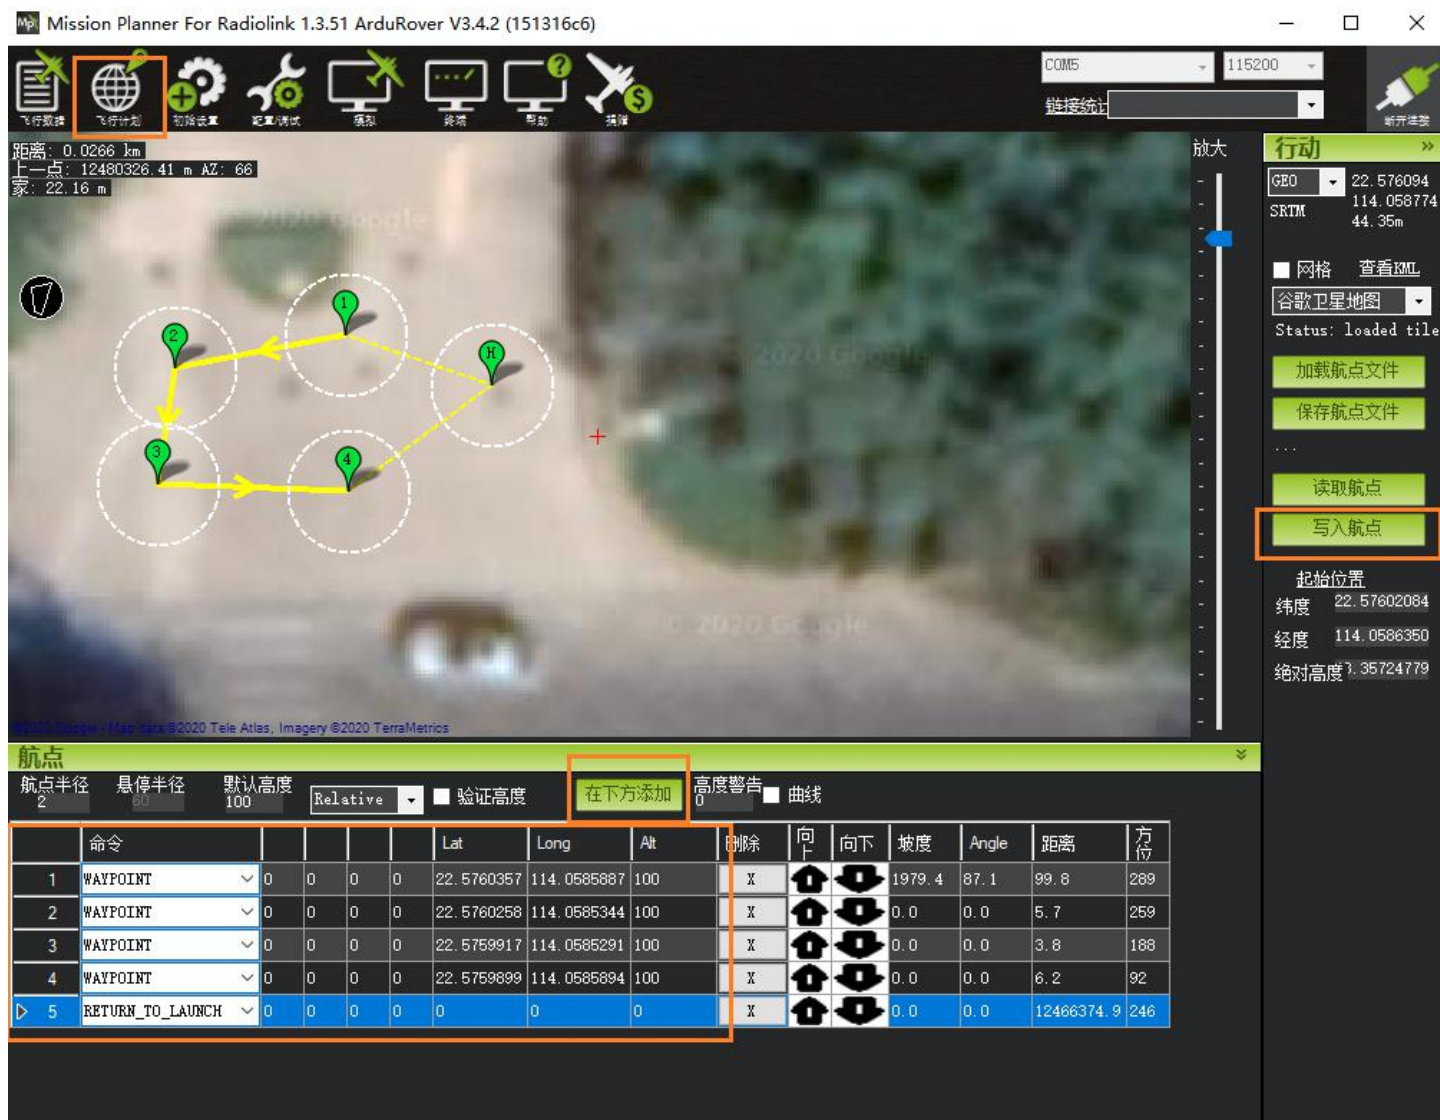 Mission Planner For Radiolink 1.3.51 ArduRover V3.4.2 (151316c6)
飞行数据 飞行计划 初始设置 配置/调试 模拟 终端 帮助 捐赠
COM5 115200
链接统计
断开连接
距离: 0.0266 km
上一点: 12480326.41 m AZ: 66
家: 22.16 m
放大
行动
GEO 22.576094
114.058774
SRTM 44.35m
网格 查看KML
谷歌卫星地图
Status: loaded tile
加载航点文件
保存航点文件
...
读取航点
写入航点
起始位置
纬度 22.57602084
经度 114.0586350
绝对高度 3.35724779
1
2
H
3
4
2020 Google
2020 Google
© 2020 Google
©2020 Google - Map data ©2020 Tele Atlas, Imagery ©2020 TerraMetrics
航点
航点半径 悬停半径 默认高度
2 60 100 Relative 验证高度 在下方添加 高度警告 0 曲线
命令 Lat Long Alt 删除 向上 向下 坡度 Angle 距离 方位
1 WAYPOINT 0 0 0 0 22.5760357 114.0585887 100 X 1979.4 87.1 99.8 289
2 WAYPOINT 0 0 0 0 22.5760258 114.0585344 100 X 0.0 0.0 5.7 259
3 WAYPOINT 0 0 0 0 22.5759917 114.0585291 100 X 0.0 0.0 3.8 188
4 WAYPOINT 0 0 0 0 22.5759899 114.0585894 100 X 0.0 0.0 6.2 92
5 RETURN_TO_LAUNCH 0 0 0 0 0 0 0 X 0.0 0.0 12466374.9 246